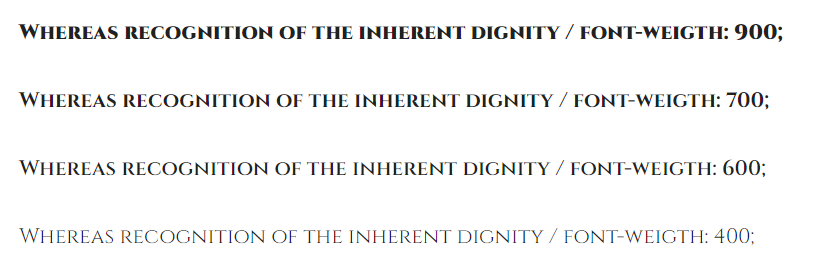 Whereas recognition of the inherent dignity / font-weigth: 900;
Whereas recognition of the inherent dignity / font-weigth: 700;
Whereas recognition of the inherent dignity / font-weigth: 600;
Whereas recognition of the inherent dignity / font-weigth: 400;